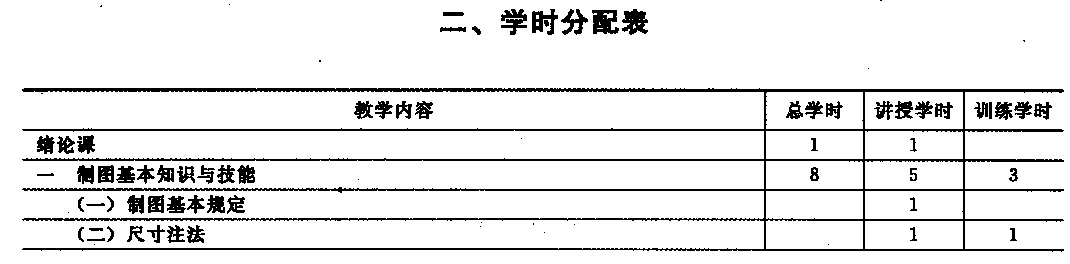 二、学时分配表
教学内容 总学时 讲授学时 训练学时
绪论课 1 1
一 制图基本知识与技能 8 5 3
(一)制图基本规定 1
(二)尺寸注法 1 1